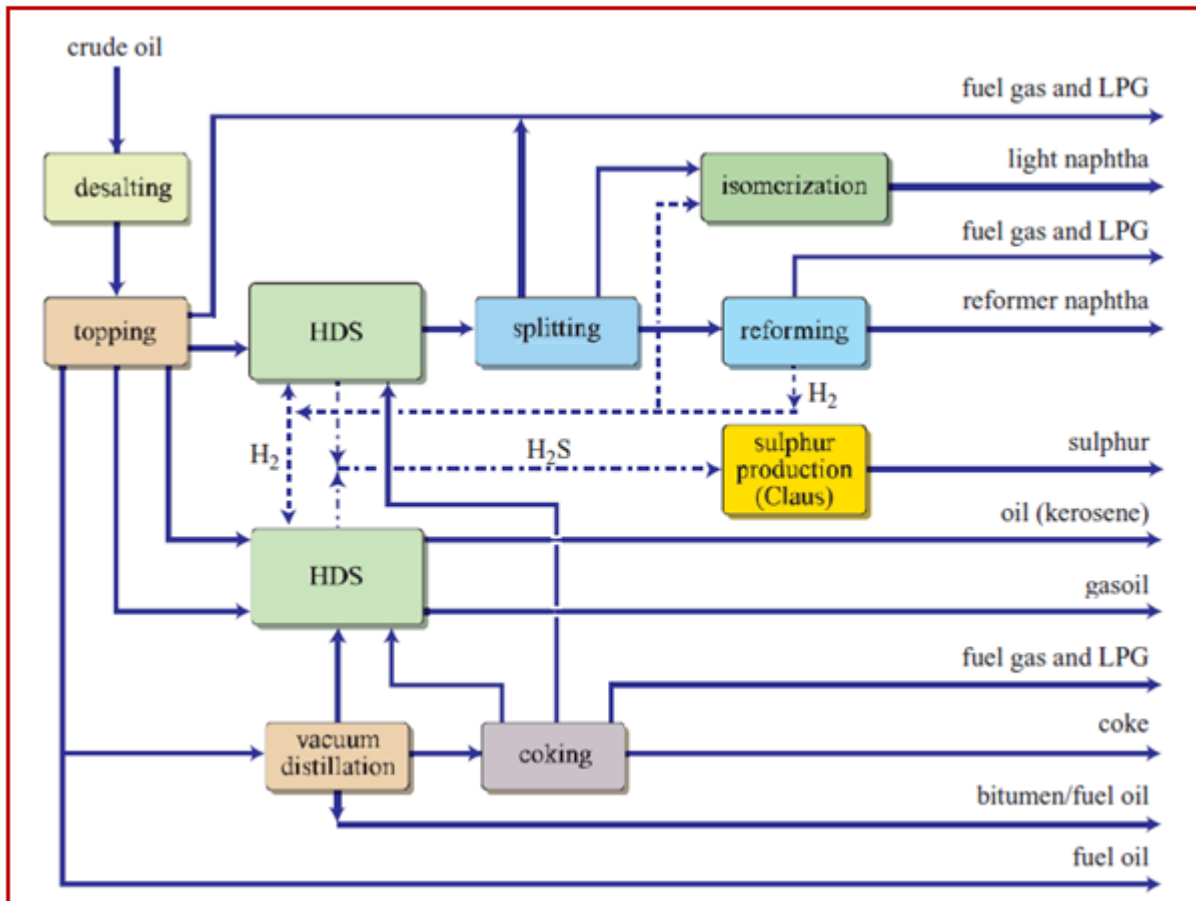 crude oil
fuel gas and LPG
desalting
isomerization
light naphtha
fuel gas and LPG
topping
HDS
splitting
reforming
reformer naphtha
H₂
H₂
H₂S
sulphur
production
(Claus)
sulphur
oil (kerosene)
HDS
gasoil
fuel gas and LPG
vacuum
distillation
coking
coke
bitumen/fuel oil
fuel oil